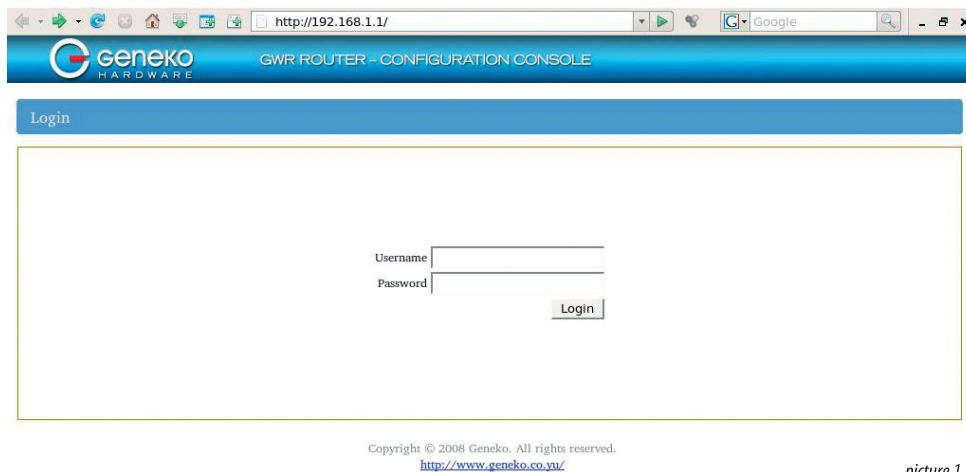 http://192.168.1.1/
G Google
Geneko
HARDWARE
GWR ROUTER - CONFIGURATION CONSOLE
Login
Username
Password
Login
Copyright © 2008 Geneko. All rights reserved.
http://www.geneko.co.yu/
picture 1